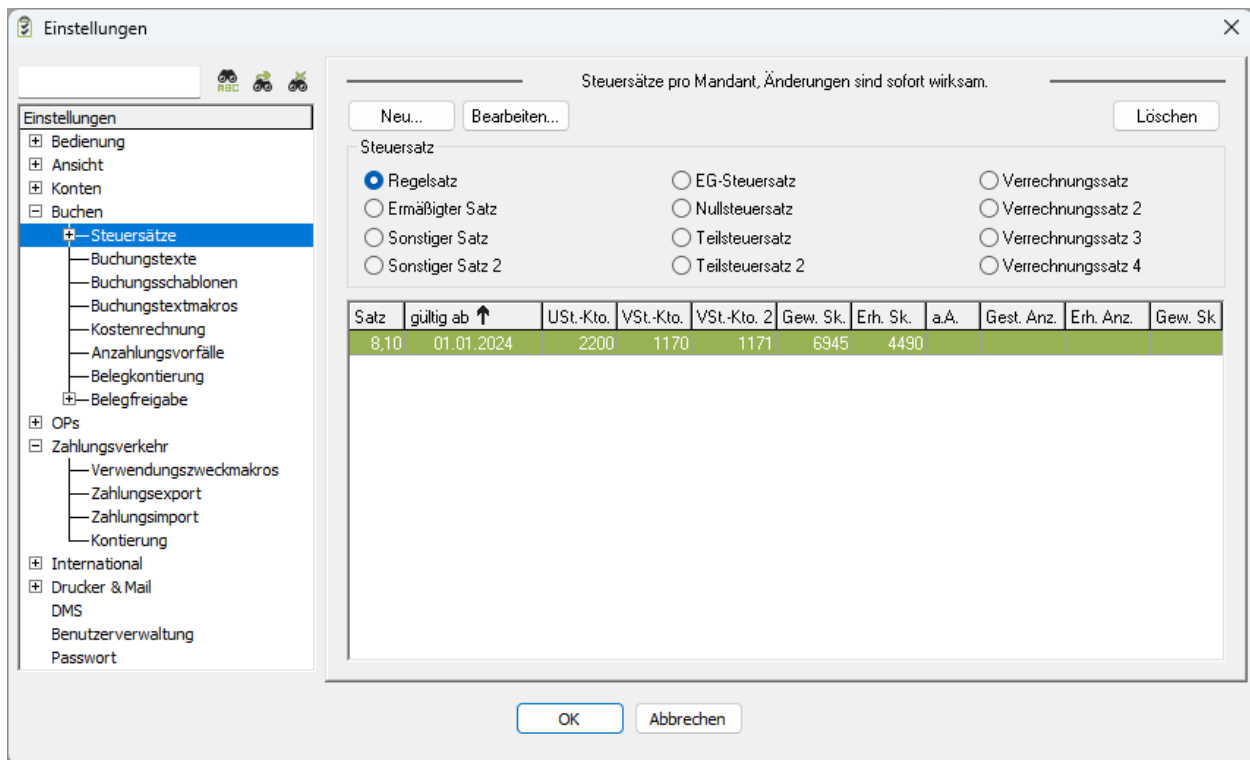 Einstellungen
ABC
Steuersätze pro Mandant, Änderungen sind sofort wirksam.
Neu... Bearbeiten... Löschen
Einstellungen
Bedienung
Ansicht
Konten
Buchen
Steuersätze
Buchungstexte
Buchungsschablonen
Buchungstextmakros
Kostenrechnung
Anzahlungsvorfälle
Belegkontierung
Belegfreigabe
OPs
Zahlungsverkehr
Verwendungszweckmakros
Zahlungsexport
Zahlungsimport
Kontierung
International
Drucker & Mail
DMS
Benutzerverwaltung
Passwort
Steuersatz
Regelsatz EG-Steuersatz Verrechnungssatz
Ermäßigter Satz Nullsteuersatz Verrechnungssatz 2
Sonstiger Satz Teilsteuersatz Verrechnungssatz 3
Sonstiger Satz 2 Teilsteuersatz 2 Verrechnungssatz 4
Satz gültig ab USt.-Kto. VSt.-Kto. VSt.-Kto. 2 Gew. Sk. Erh. Sk. a.A. Gest. Anz. Erh. Anz. Gew. Sk
8,10 01.01.2024 2200 1170 1171 6945 4490
OK Abbrechen